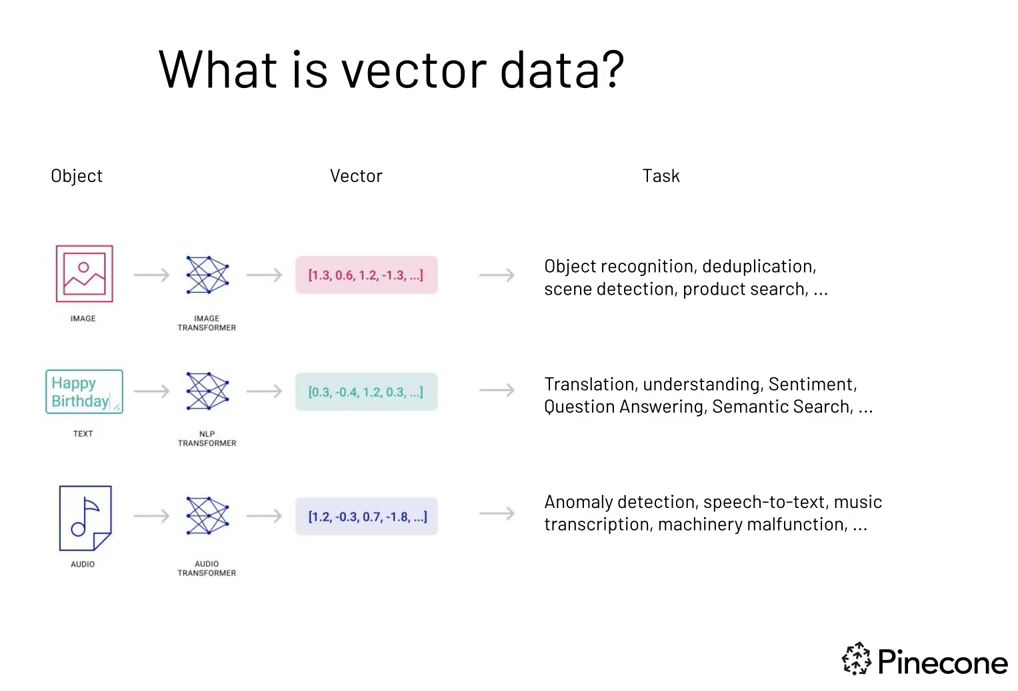 What is vector data?
Object
Vector
Task
IMAGE
IMAGE
TRANSFORMER
[1.3, 0.6, 1.2, -1.3, ...]
Object recognition, deduplication,
scene detection, product search, ...
Happy
Birthday
TEXT
NLP
TRANSFORMER
[0.3, -0.4, 1.2, 0.3, ...]
Translation, understanding, Sentiment,
Question Answering, Semantic Search, ...
AUDIO
AUDIO
TRANSFORMER
[1.2, -0.3, 0.7, -1.8, ...]
Anomaly detection, speech-to-text, music
transcription, machinery malfunction, ...
Pinecone